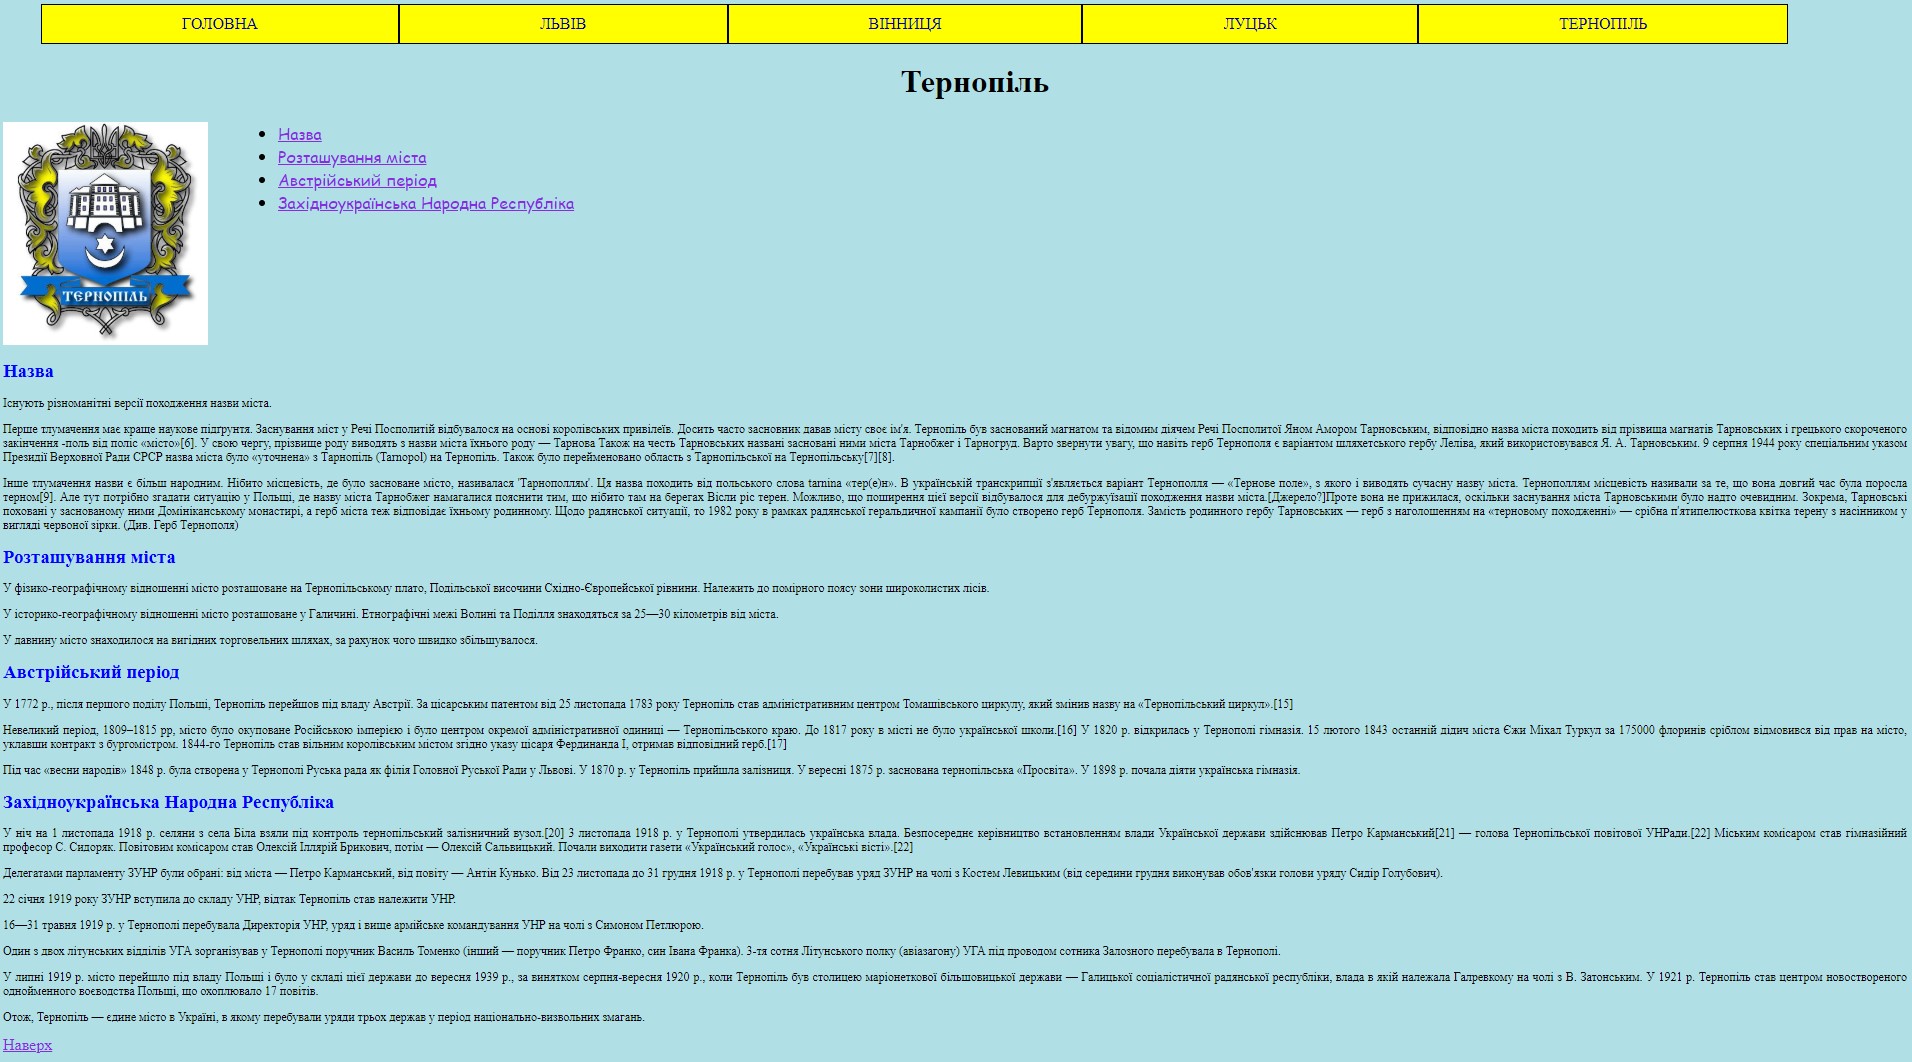 ГОЛОВНА ЛЬВІВ ВІННИЦЯ ЛУЦЬК ТЕРНОПІЛЬ
Тернопіль
ТЕРНОПІЛЬ
Назва
Розташування міста
Австрійський період
Західноукраїнська Народна Республіка
Назва
Існують різноманітні версії походження назви міста.
Перше тлумачення має краще наукове підґрунтя. Заснування міст у Речі Посполитій відбувалося на основі королівських привілеїв. Досить часто засновник давав місту своє ім'я. Тернопіль був заснований магнатом та відомим діячем Речі Посполитої Яном Амором Тарновським, відповідно назва міста походить від прізвища магнатів Тарновських і грецького скороченого
закінчення -поль від поліс «місто»[6]. У свою чергу, прізвище роду виводять з назви міста їхнього роду — Тарнова Також на честь Тарновських названі засновані ними міста Тарнобжег і Тарногруд. Варто звернути увагу, що навіть герб Тернополя є варіантом шляхетського гербу Леліва, який використовувався Я. А. Тарновським. 9 серпня 1944 року спеціальним указом
Президії Верховної Ради СРСР назва міста було «уточнена» з Тарнопіль (Tarnopol) на Тернопіль. Також було перейменовано область з Тарнопільської на Тернопільську[7][8].
Інше тлумачення назви є більш народним. Нібито місцевість, де було засноване місто, називалася 'Тарнополлям'. Ця назва походить від польського слова tarnina «тер(е)н». В українській транскрипції з'являється варіант Тернополля — «Тернове поле», з якого і виводять сучасну назву міста. Тернополлям місцевість називали за те, що вона довгий час була поросла
терном[9]. Але тут потрібно згадати ситуацію у Польщі, де назву міста Тарнобжег намагалися пояснити тим, що нібито там на берегах Вісли ріс терен. Можливо, що поширення цієї версії відбувалося для дебуржуїзації походження назви міста.[Джерело?]Проте вона не прижилася, оскільки заснування міста Тарновськими було надто очевидним. Зокрема, Тарновські
поховані у заснованому ними Домініканському монастирі, а герб міста теж відповідає їхньому родинному. Щодо радянської ситуації, то 1982 року в рамках радянської геральдичної кампанії було створено герб Тернополя. Замість родинного гербу Тарновських — герб з наголошенням на «терновому походженні» — срібна п'ятипелюсткова квітка терену з насінником у
вигляді червоної зірки. (Див. Герб Тернополя)
Розташування міста
У фізико-географічному відношенні місто розташоване на Тернопільському плато, Подільської височини Східно-Європейської рівнини. Належить до помірного поясу зони широколистих лісів.
У історико-географічному відношенні місто розташоване у Галичині. Етнографічні межі Волині та Поділля знаходяться за 25—30 кілометрів від міста.
У давнину місто знаходилося на вигідних торговельних шляхах, за рахунок чого швидко збільшувалося.
Австрійський період
У 1772 р., після першого поділу Польщі, Тернопіль перейшов під владу Австрії. За цісарським патентом від 25 листопада 1783 року Тернопіль став адміністративним центром Томашівського циркулу, який змінив назву на «Тернопільський циркул».[15]
Невеликий період, 1809–1815 рр, місто було окуповане Російською імперією і було центром окремої адміністративної одиниці — Тернопільського краю. До 1817 року в місті не було української школи.[16] У 1820 р. відкрилась у Тернополі гімназія. 15 лютого 1843 останній дідич міста Єжи Міхал Туркул за 175000 флоринів сріблом відмовився від прав на місто,
уклавши контракт з бургомістром. 1844-го Тернопіль став вільним королівським містом згідно указу цісаря Фердинанда І, отримав відповідний герб.[17]
Під час «весни народів» 1848 р. була створена у Тернополі Руська рада як філія Головної Руської Ради у Львові. У 1870 р. у Тернопіль прийшла залізниця. У вересні 1875 р. заснована тернопільська «Просвіта». У 1898 р. почала діяти українська гімназія.
Західноукраїнська Народна Республіка
У ніч на 1 листопада 1918 р. селяни з села Біла взяли під контроль тернопільський залізничний вузол.[20] 3 листопада 1918 р. у Тернополі утвердилась українська влада. Безпосереднє керівництво встановленням влади Української держави здійснював Петро Карманський[21] — голова Тернопільської повітової УНРади.[22] Міським комісаром став гімназійний
професор С. Сидоряк. Повітовим комісаром став Олексій Іллярій Брикович, потім — Олексій Сальвицький. Почали виходити газети «Український голос», «Українські вісті».[22]
Делегатами парламенту ЗУНР були обрані: від міста — Петро Карманський, від повіту — Антін Кунько. Від 23 листопада до 31 грудня 1918 р. у Тернополі перебував уряд ЗУНР на чолі з Костем Левицьким (від середини грудня виконував обов'язки голови уряду Сидір Голубович).
22 січня 1919 року ЗУНР вступила до складу УНР, відтак Тернопіль став належити УНР.
16—31 травня 1919 р. у Тернополі перебувала Директорія УНР, уряд і вище армійське командування УНР на чолі з Симоном Петлюрою.
Один з двох літунських відділів УГА зорганізував у Тернополі поручник Василь Томенко (інший — поручник Петро Франко, син Івана Франка). 3-тя сотня Літунського полку (авіазагону) УГА під проводом сотника Залозного перебувала в Тернополі.
У липні 1919 р. місто перейшло під владу Польщі і було у складі цієї держави до вересня 1939 р., за винятком серпня-вересня 1920 р., коли Тернопіль був столицею маріонеткової більшовицької держави — Галицької соціалістичної радянської республіки, влада в якій належала Галревкому на чолі з В. Затонським. У 1921 р. Тернопіль став центром новоствореного
однойменного воєводства Польщі, що охоплювало 17 повітів.
Отож, Тернопіль — єдине місто в Україні, в якому перебували уряди трьох держав у період національно-визвольних змагань.
Наверх